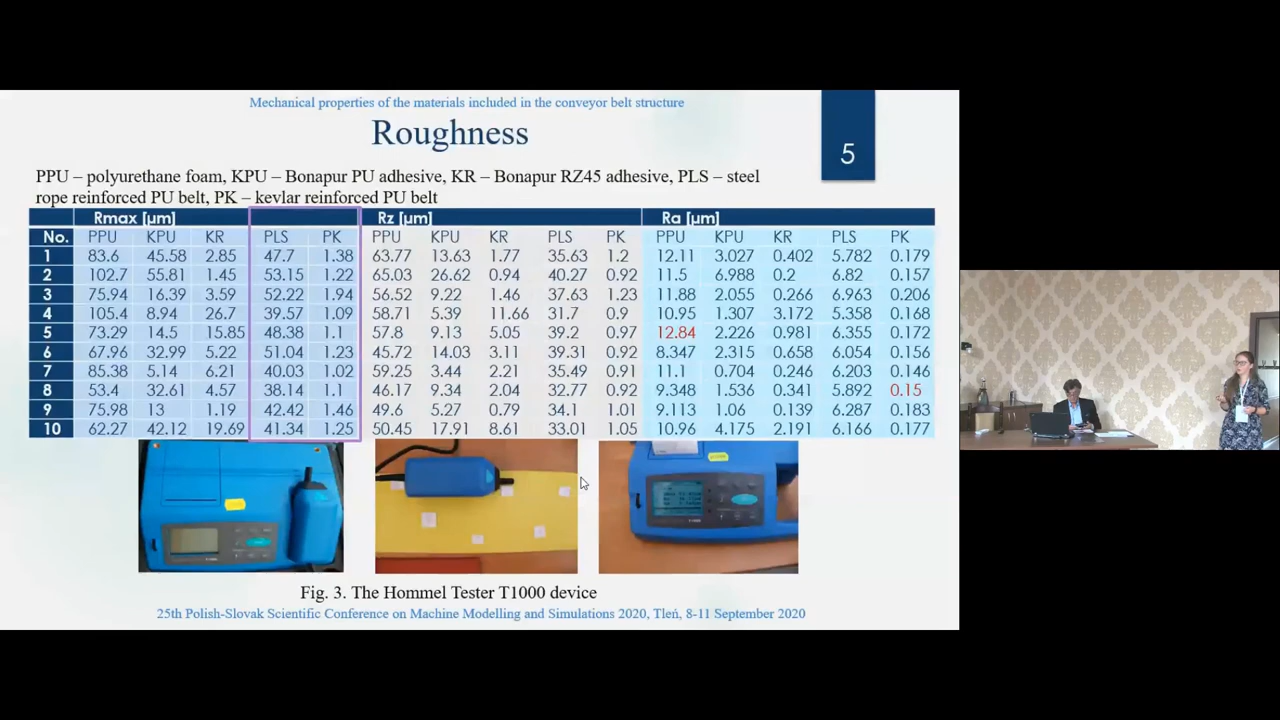 Mechanical properties of the materials included in the conveyor belt structure
Roughness
5
PPU – polyurethane foam, KPU – Bonapur PU adhesive, KR – Bonapur RZ45 adhesive, PLS – steel
rope reinforced PU belt, PK – kevlar reinforced PU belt
Rmax [µm] Rz [µm] Ra [µm]
No. PPU KPU KR PLS PK PPU KPU KR PLS PK PPU KPU KR PLS PK
1 83.6 45.58 2.85 47.7 1.38 63.77 13.63 1.77 35.63 1.2 12.11 3.027 0.402 5.782 0.179
2 102.7 55.81 1.45 53.15 1.22 65.03 26.62 0.94 40.27 0.92 11.5 6.988 0.2 6.82 0.157
3 75.94 16.39 3.59 52.22 1.94 56.52 9.22 1.46 37.63 1.23 11.88 2.055 0.266 6.963 0.206
4 105.4 8.94 26.7 39.57 1.09 58.71 5.39 11.66 31.7 0.9 10.95 1.307 3.172 5.358 0.168
5 73.29 14.5 15.85 48.38 1.1 57.8 9.13 5.05 39.2 0.97 12.84 2.226 0.981 6.355 0.172
6 67.96 32.99 5.22 51.04 1.23 45.72 14.03 3.11 39.31 0.92 8.347 2.315 0.658 6.054 0.156
7 85.38 5.14 6.21 40.03 1.02 59.25 3.44 2.21 35.49 0.91 11.1 0.704 0.246 6.203 0.146
8 53.4 32.61 4.57 38.14 1.1 46.17 9.34 2.04 32.77 0.92 9.348 1.536 0.341 5.892 0.15
9 75.98 13 1.19 42.42 1.46 49.6 5.27 0.79 34.1 1.01 9.113 1.06 0.139 6.287 0.183
10 62.27 42.12 19.69 41.34 1.25 50.45 17.91 8.61 33.01 1.05 10.96 4.175 2.191 6.166 0.177
Fig. 3. The Hommel Tester T1000 device
25th Polish-Slovak Scientific Conference on Machine Modelling and Simulations 2020, Tleń, 8-11 September 2020